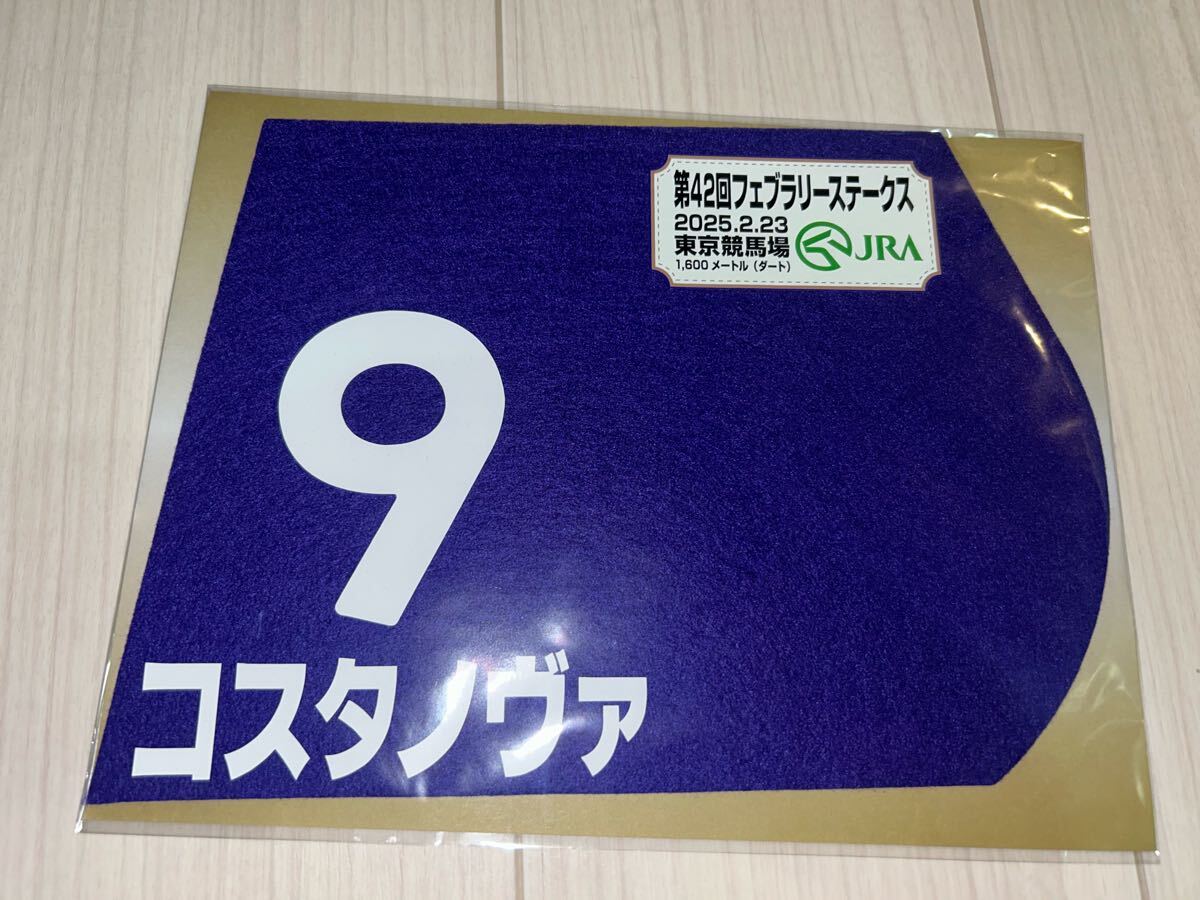 第42回フェブラリーステークス
2025.2.23
東京競馬場
1,600メートル（ダート）
JRA
9
コスタノヴァ